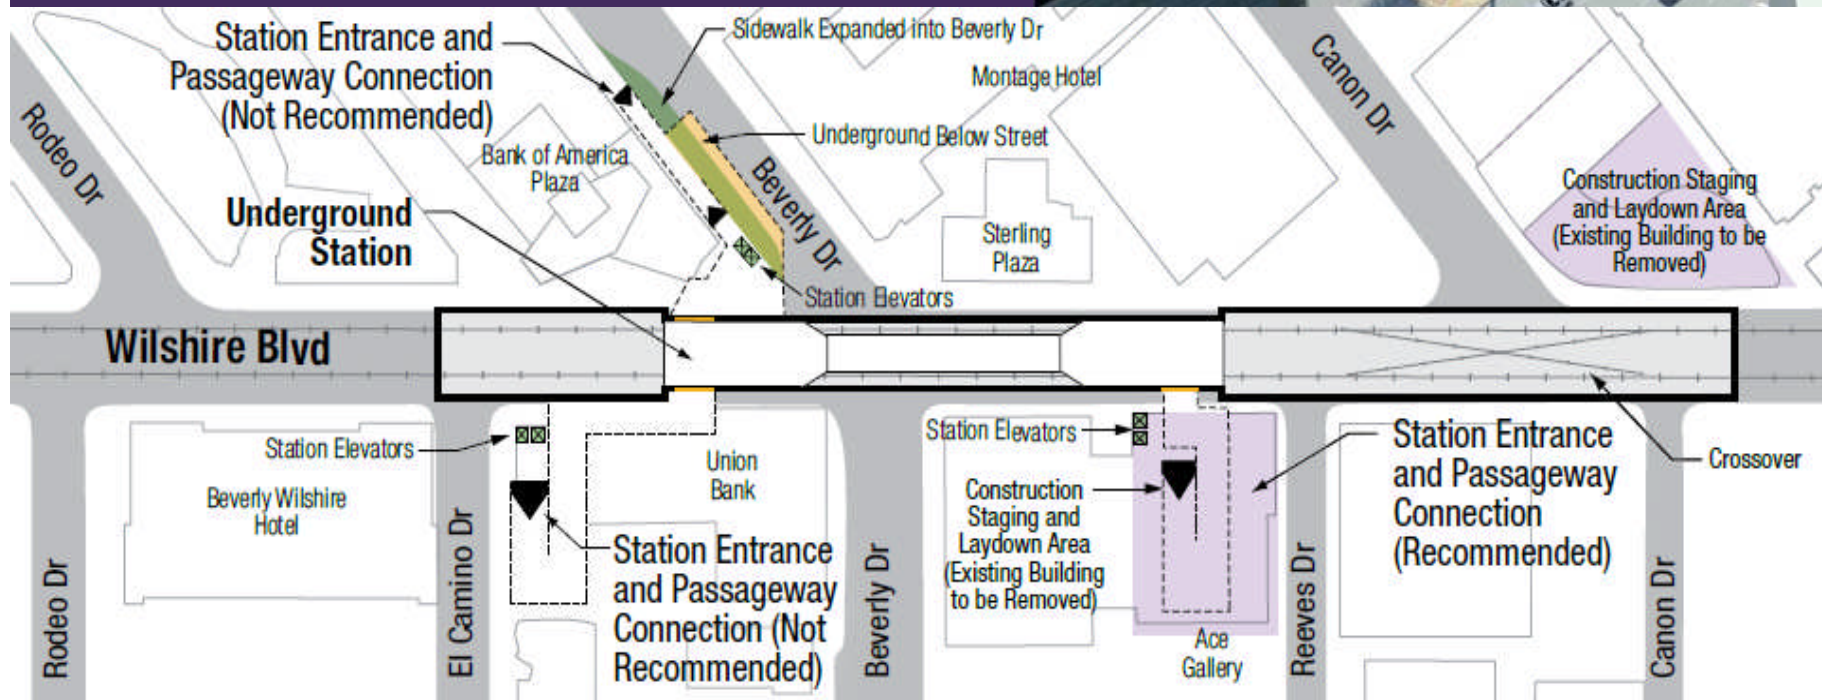 Station Entrance and
Passageway Connection
(Not Recommended)
Sidewalk Expanded into Beverly Dr
Montage Hotel
Canon Dr
Rodeo Dr
Underground Below Street
Bank of America
Plaza
Beverly Dr
Construction Staging
and Laydown Area
(Existing Building to be
Removed)
Underground
Station
Sterling
Plaza
Station Elevators
Wilshire Blvd
Station Elevators
Beverly Wilshire
Hotel
Union
Bank
Station Elevators
Construction
Staging and
Laydown Area
(Existing Building
to be Removed)
Station Entrance
and Passageway
Connection
(Recommended)
Crossover
Station Entrance
and Passageway
Connection (Not
Recommended)
Ace
Gallery
Rodeo Dr
El Camino Dr
Beverly Dr
Reeves Dr
Canon Dr